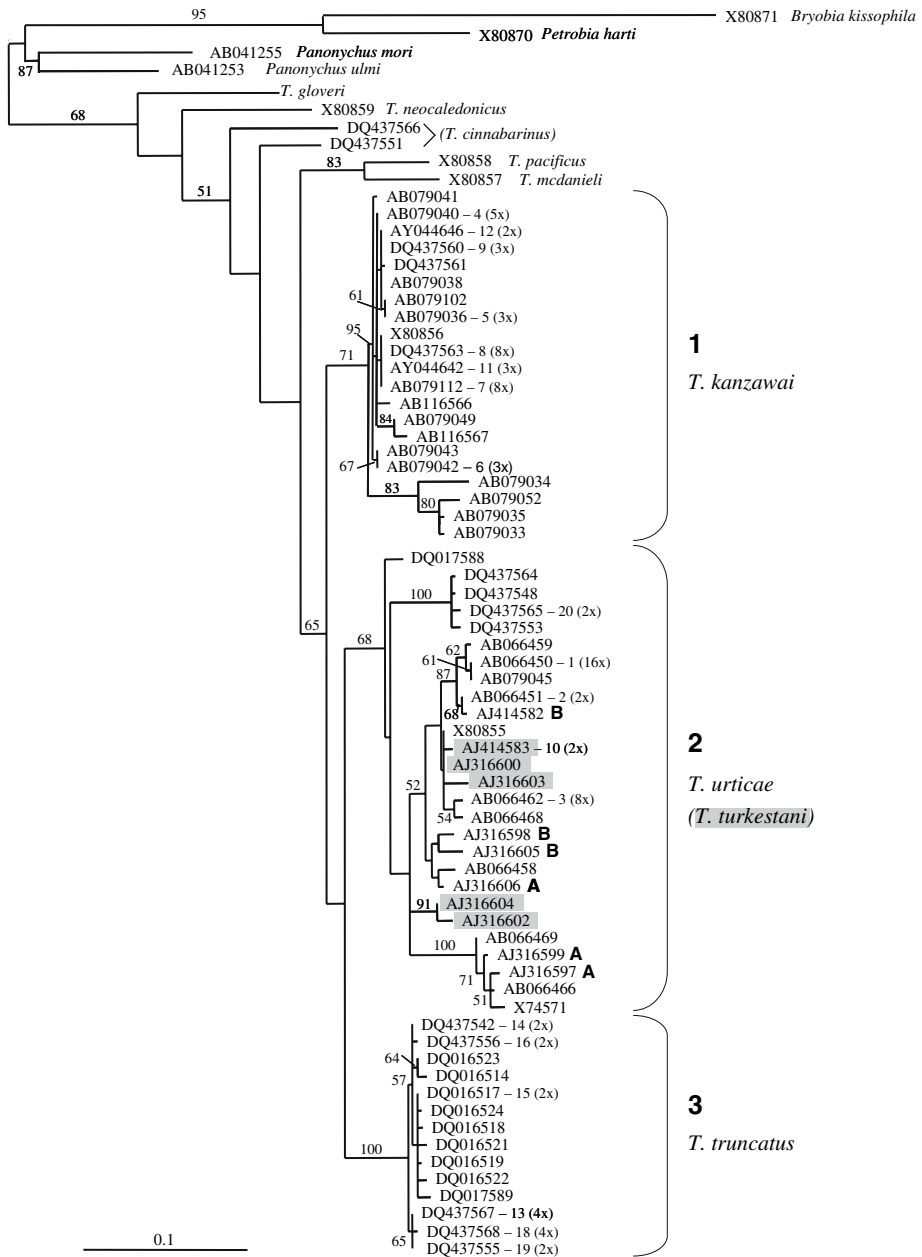 95
X80871 Bryobia kissophila
X80870 Petrobia harti
AB041255 Panonychus mori
87
AB041253 Panonychus ulmi
T. gloveri
68
X80859 T. neocaledonicus
DQ437566
(T. cinnabarinus)
DQ437551
83
X80858 T. pacificus
X80857 T. mcdanieli
51
AB079041
AB079040 – 4 (5x)
AY044646 – 12 (2x)
DQ437560 – 9 (3x)
DQ437561
AB079038
61
AB079102
AB079036 – 5 (3x)
95
X80856
71
DQ437563 – 8 (8x)
AY044642 – 11 (3x)
AB079112 – 7 (8x)
AB116566
84
AB079049
AB116567
AB079043
67
AB079042 – 6 (3x)
83
AB079034
80
AB079052
AB079035
AB079033
1
T. kanzawai
DQ017588
DQ437564
100
DQ437548
DQ437565 – 20 (2x)
DQ437553
65
68
62
AB066459
61
AB066450 – 1 (16x)
87
AB079045
AB066451 – 2 (2x)
68
AJ414582 B
X80855
AJ414583 – 10 (2x)
AJ316600
AJ316603
52
AB066462 – 3 (8x)
54
AB066468
AJ316598 B
AJ316605 B
AB066458
AJ316606 A
91
AJ316604
AJ316602
100
AB066469
AJ316599 A
71
AJ316597 A
AB066466
51
X74571
2
T. urticae
(T. turkestani)
DQ437542 – 14 (2x)
DQ437556 – 16 (2x)
64
DQ016523
57
DQ016514
DQ016517 – 15 (2x)
DQ016524
DQ016518
DQ016521
100
DQ016519
DQ016522
DQ017589
DQ437567 – 13 (4x)
DQ437568 – 18 (4x)
65
DQ437555 – 19 (2x)
3
T. truncatus
0.1